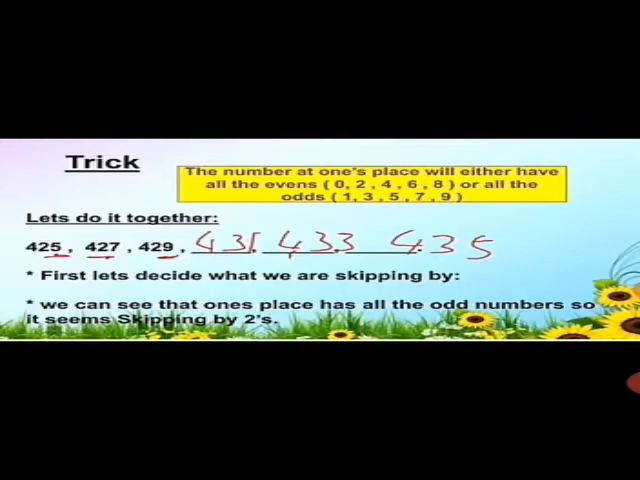 Trick
The number at one's place will either have
all the evens ( 0, 2 , 4 , 6 , 8 ) or all the
odds ( 1, 3 , 5 , 7 , 9 )
Lets do it together:
425 , 427 , 429 , 431, 433 435
* First lets decide what we are skipping by:
* we can see that ones place has all the odd numbers so
it seems Skipping by 2's.